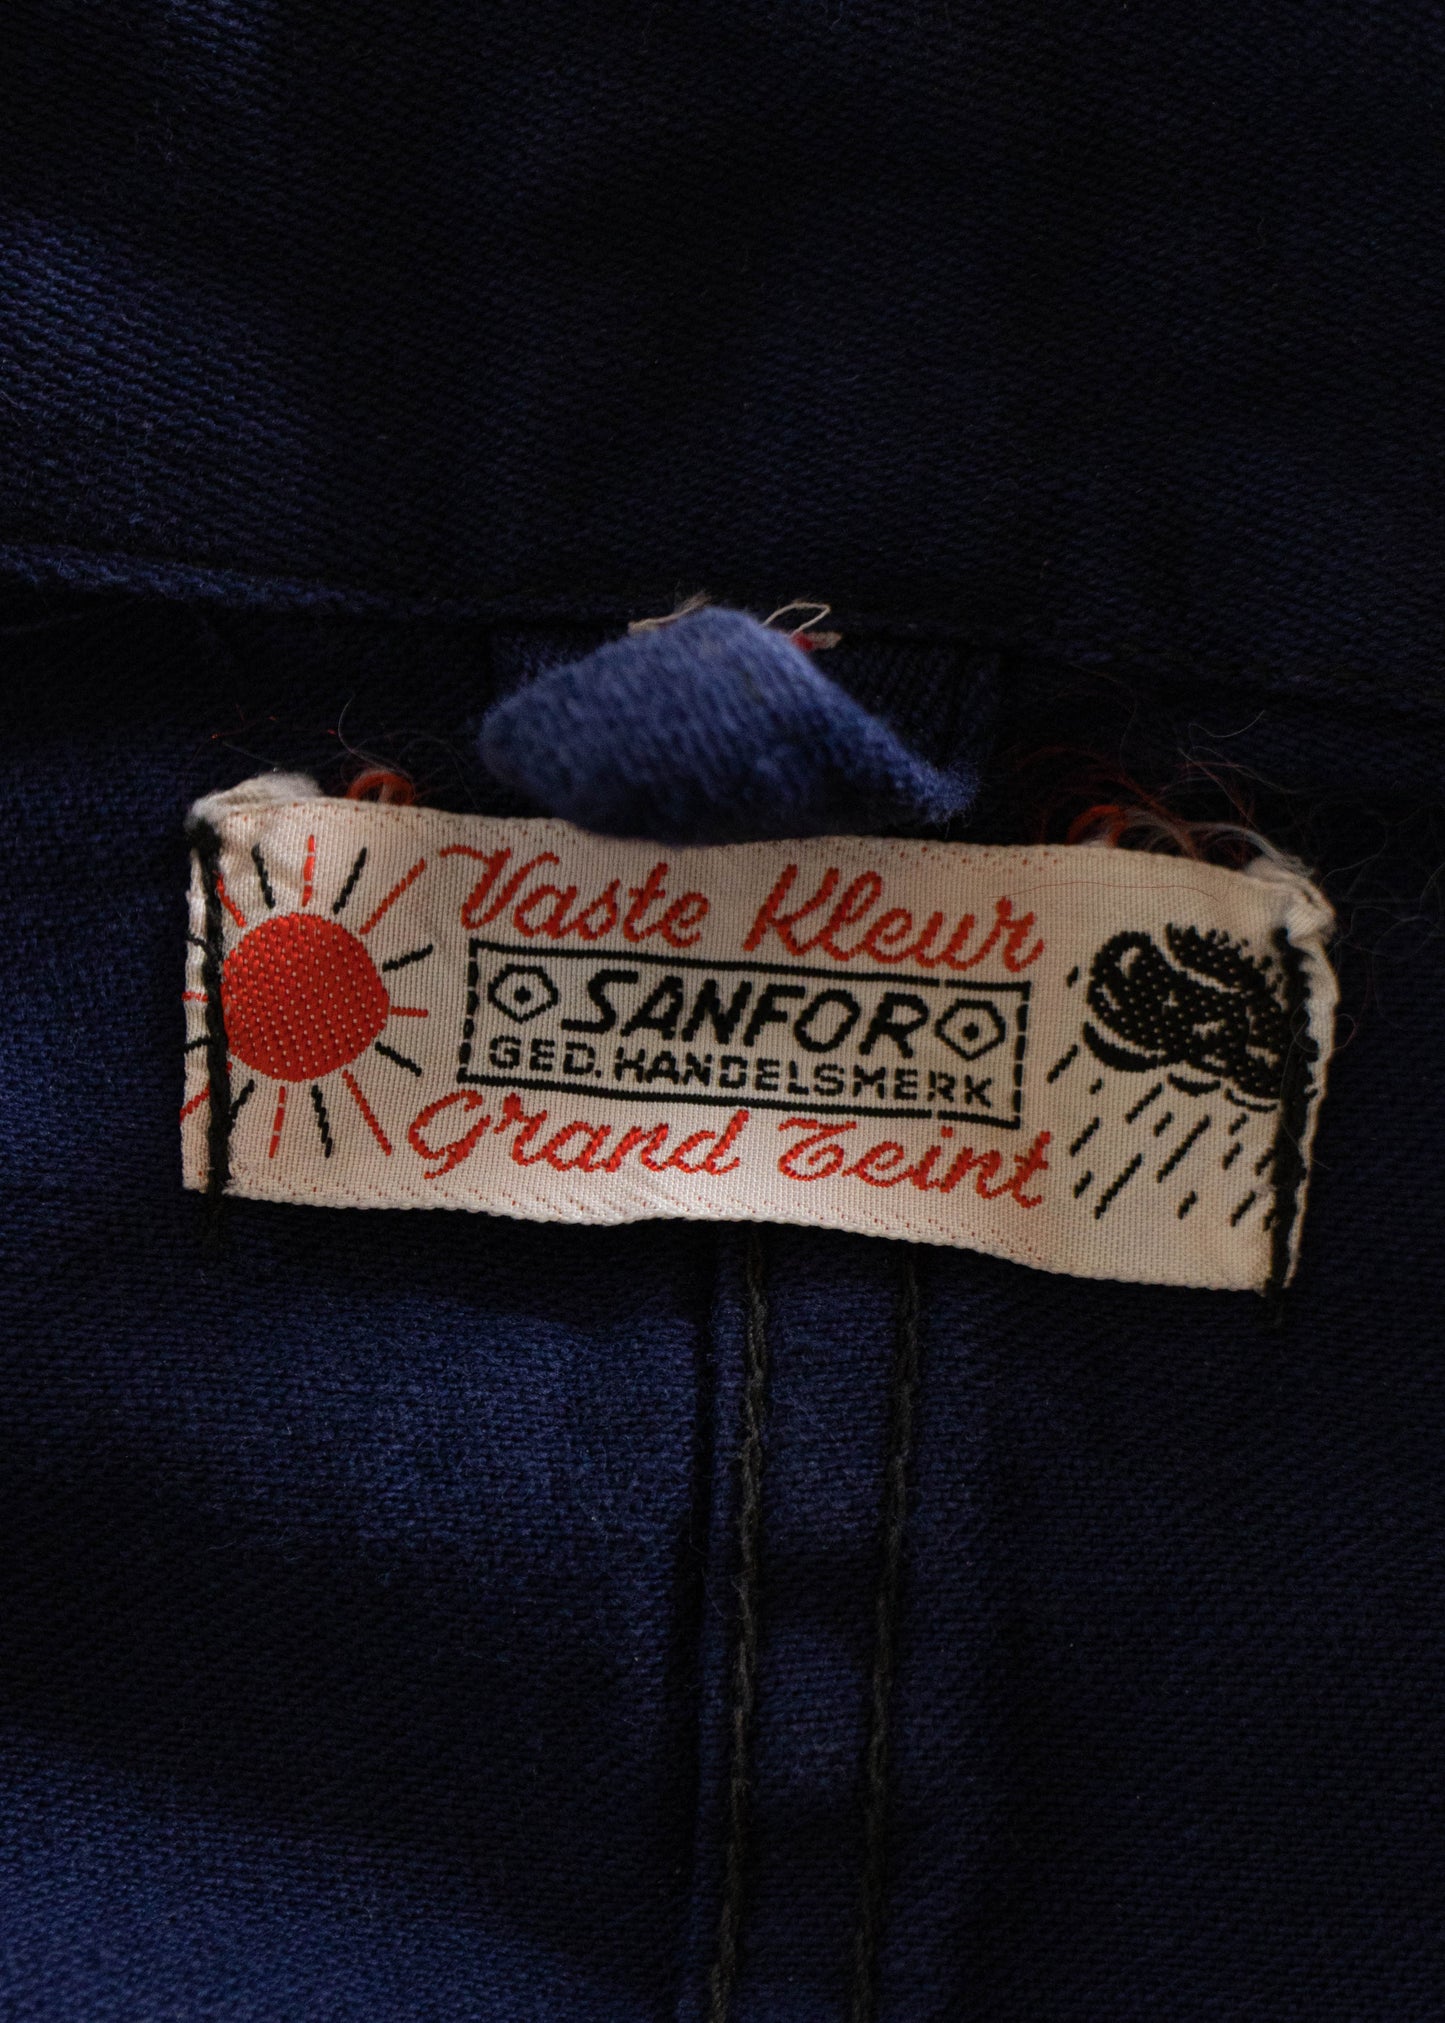 Vaste Kleur
SANFOR
GED. HANDELSMERK
Grand Teint